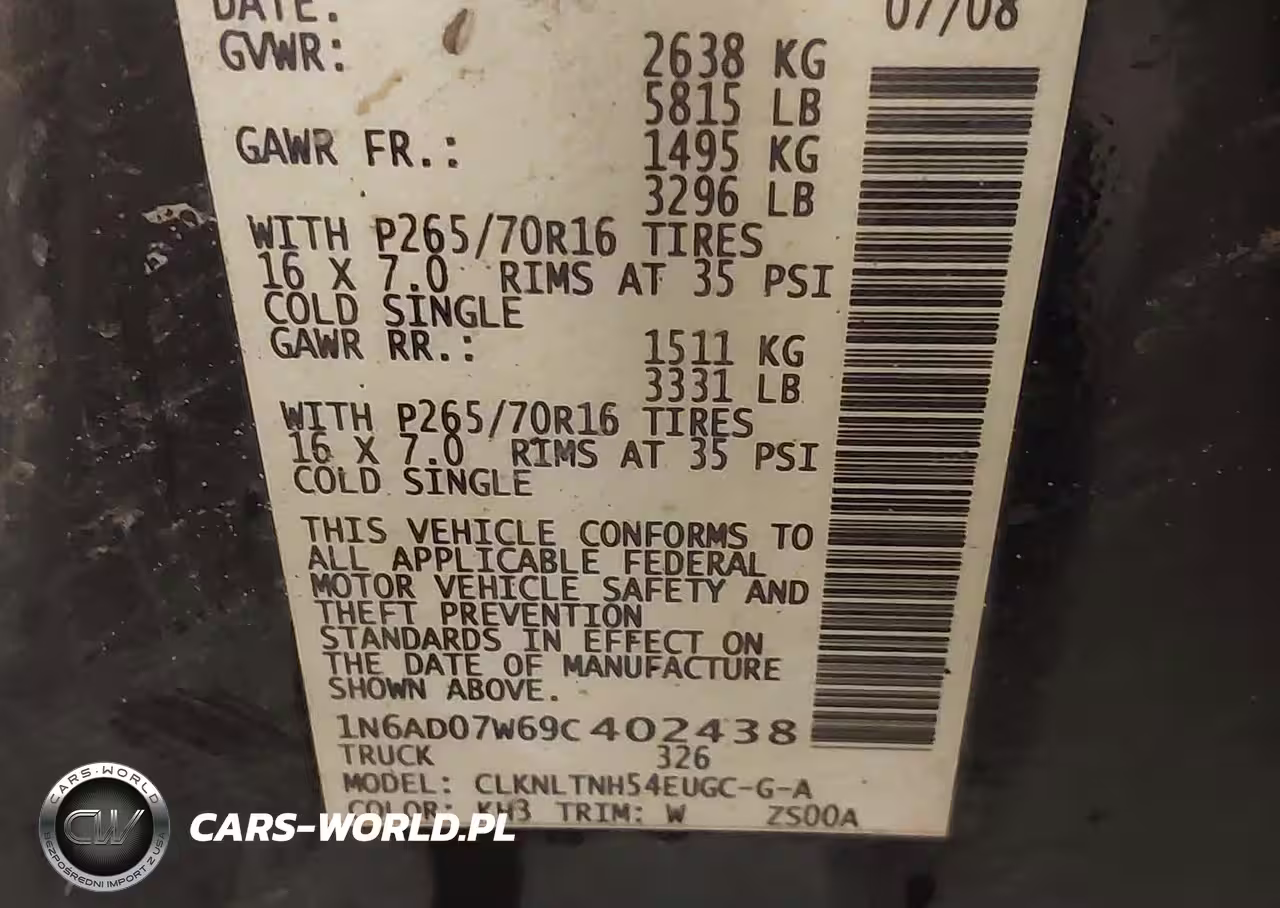 DATE: 07/08
GVWR: 2638 KG
5815 LB
GAWR FR.: 1495 KG
3296 LB
WITH P265/70R16 TIRES
16 X 7.0 RIMS AT 35 PSI
COLD SINGLE
GAWR RR.: 1511 KG
3331 LB
WITH P265/70R16 TIRES
16 X 7.0 RIMS AT 35 PSI
COLD SINGLE
THIS VEHICLE CONFORMS TO
ALL APPLICABLE FEDERAL
MOTOR VEHICLE SAFETY AND
THEFT PREVENTION
STANDARDS IN EFFECT ON
THE DATE OF MANUFACTURE
SHOWN ABOVE.
1N6AD07W69C402438
TRUCK 326
MODEL: CLKNLTNH54EUGC-G-A
COLOR: KH3 TRIM: W ZS00A
CARS-WORLD
CW
BEZPOŚREDNI IMPORT Z USA
CARS-WORLD.PL